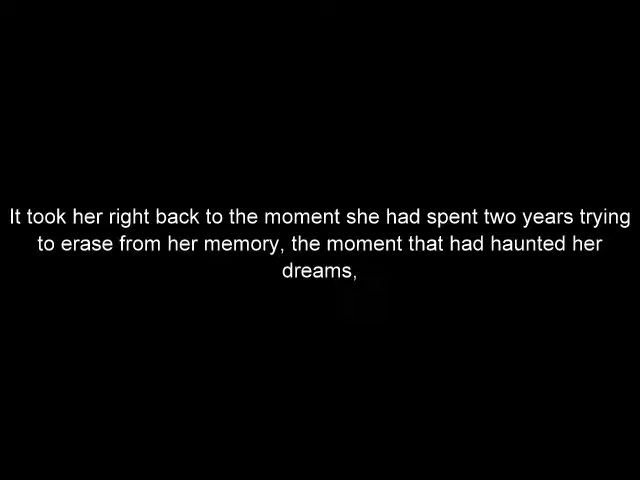 It took her right back to the moment she had spent two years trying
to erase from her memory, the moment that had haunted her
dreams,